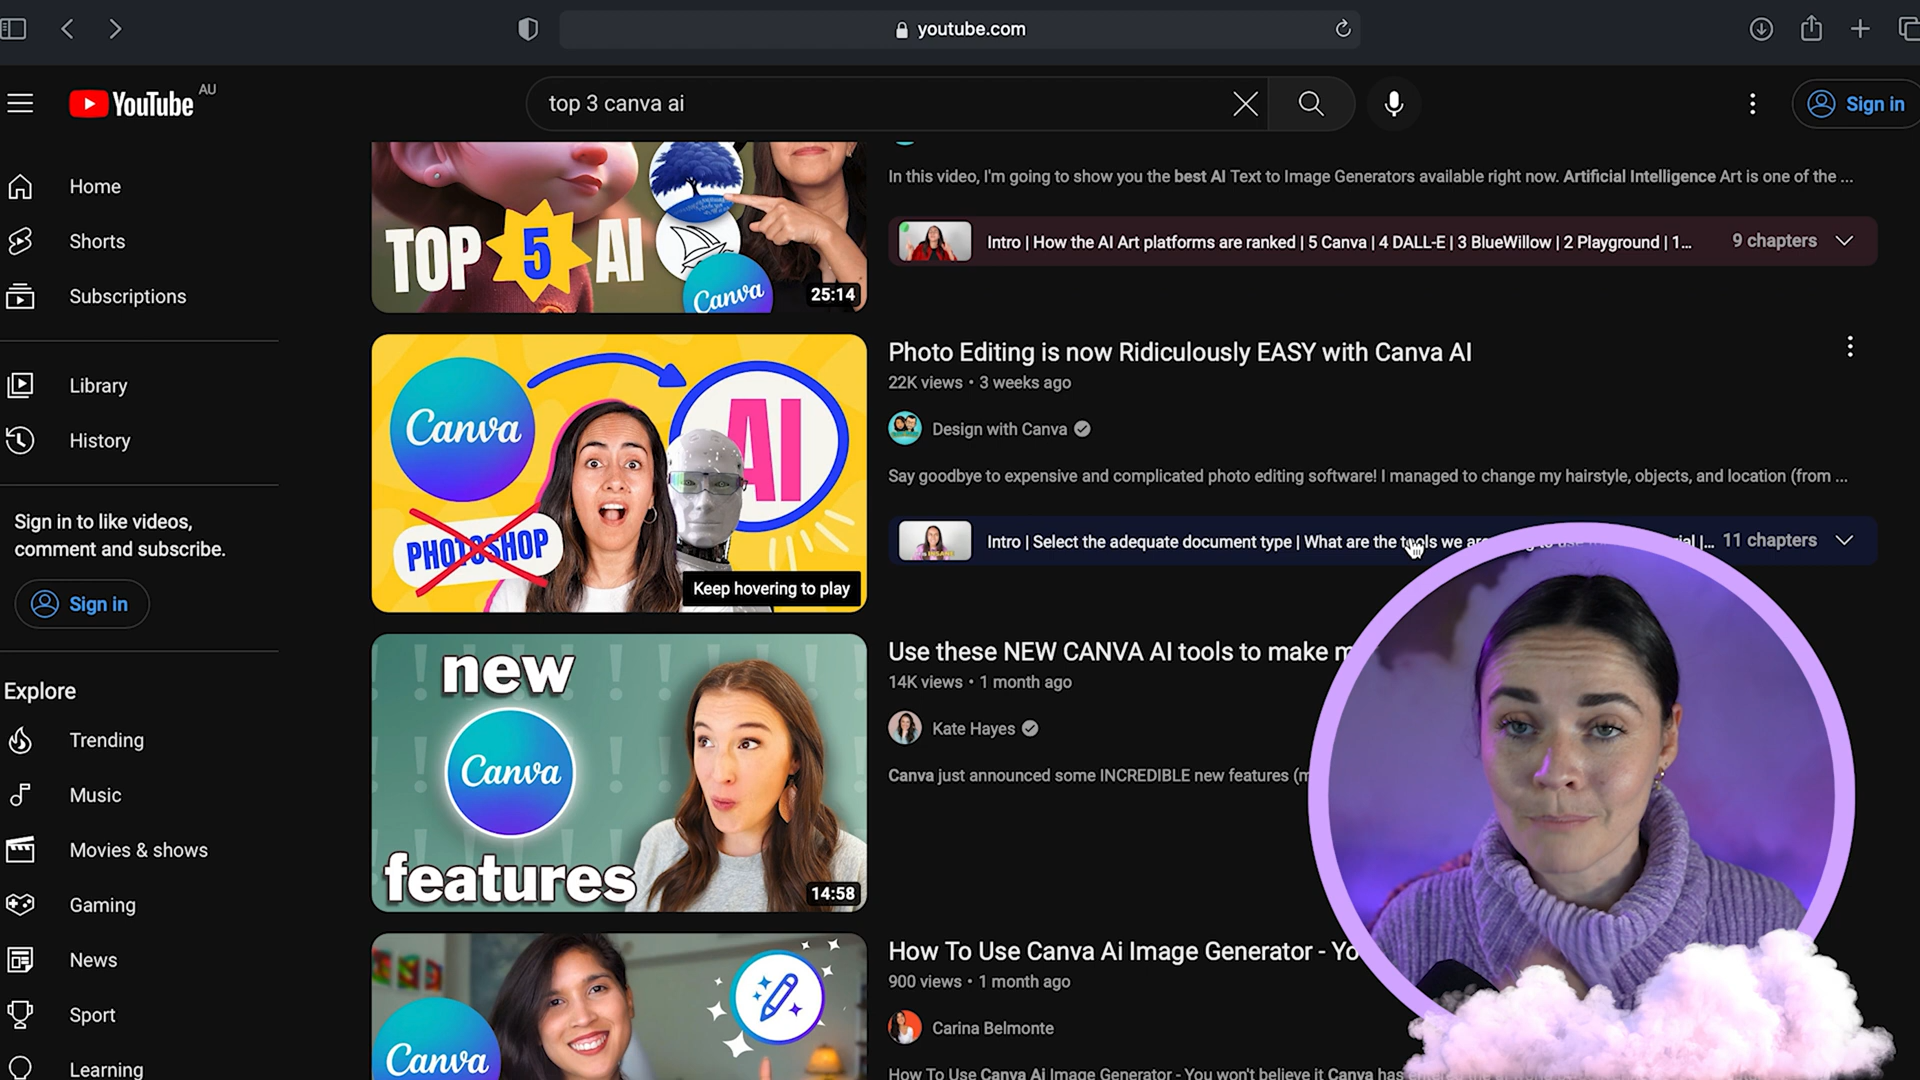 youtube.com
YouTube AU
top 3 canva ai
Sign in
Home
Shorts
Subscriptions
Library
History
Sign in to like videos,
comment and subscribe.
Sign in
Explore
Trending
Music
Movies & shows
Gaming
News
Sport
Learning
TOP 5 AI
Canva
25:14
In this video, I'm going to show you the best AI Text to Image Generators available right now. Artificial Intelligence Art is one of the ...
Intro | How the AI Art platforms are ranked | 5 Canva | 4 DALL-E | 3 BlueWillow | 2 Playground | 1...
9 chapters
Canva
AI
PHOTOSHOP
Keep hovering to play
Photo Editing is now Ridiculously EASY with Canva AI
22K views • 3 weeks ago
Design with Canva
Say goodbye to expensive and complicated photo editing software! I managed to change my hairstyle, objects, and location (from ...
Intro | Select the adequate document type | What are the tools we
11 chapters
new
Canva
features
14:58
Use these NEW CANVA AI tools to make
14K views • 1 month ago
Kate Hayes
Canva just announced some INCREDIBLE new features
Canva
How To Use Canva Ai Image Generator - Yo
900 views • 1 month ago
Carina Belmonte
How To Use Canva Ai Image Generator - You won't believe it Canva has